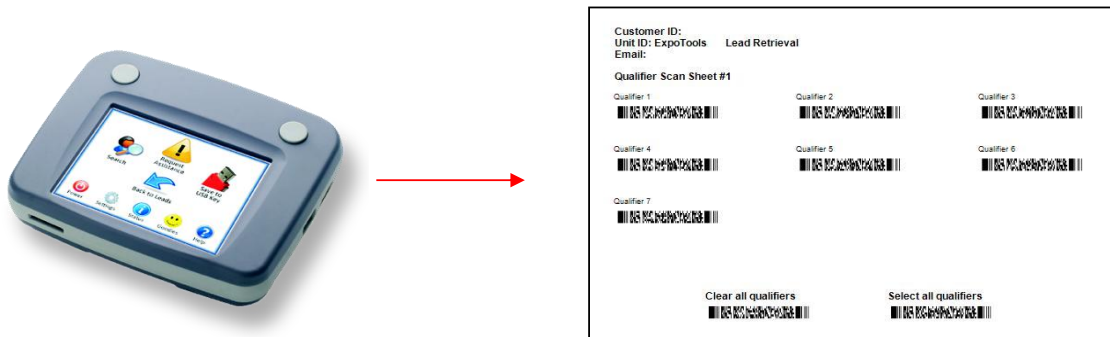 Search
Request
Assistance
Save to
USB Key
Back to Leads
Power
Settings
Status
Goodies
Help
Customer ID:
Unit ID: ExpoTools Lead Retrieval
Email:
Qualifier Scan Sheet #1
Qualifier 1 Qualifier 2 Qualifier 3
Qualifier 4 Qualifier 5 Qualifier 6
Qualifier 7
Clear all qualifiers Select all qualifiers